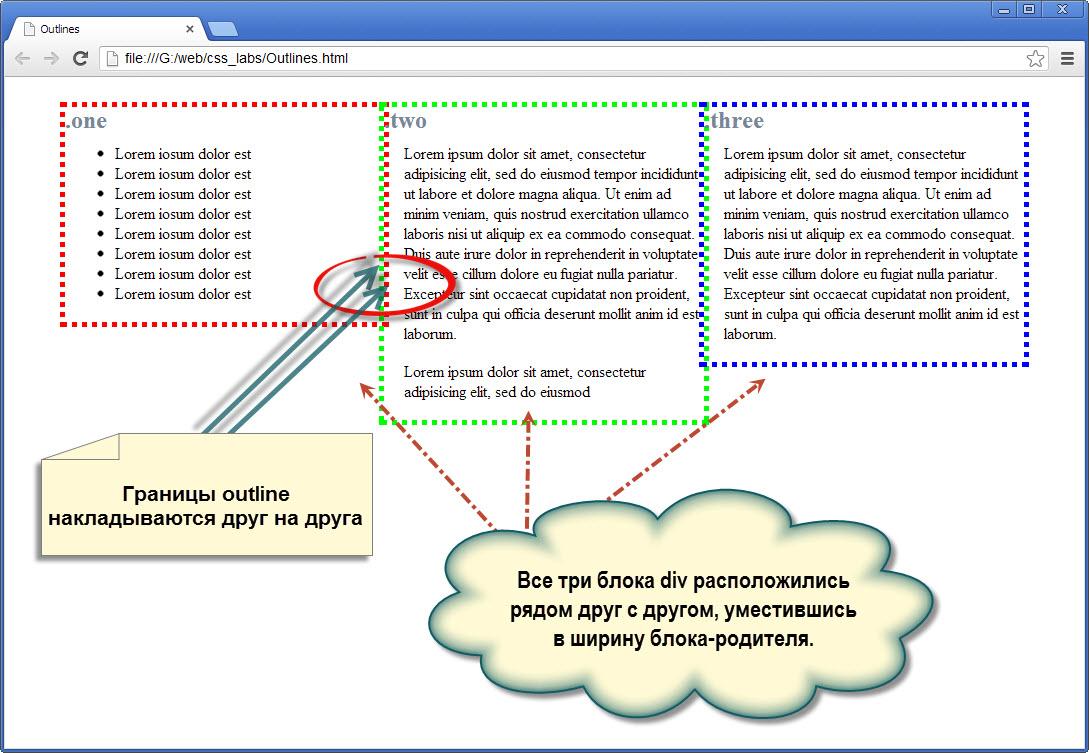 Outlines
file:///G:/web/css_labs/Outlines.html
.one
Lorem iosum dolor est
Lorem iosum dolor est
Lorem iosum dolor est
Lorem iosum dolor est
Lorem iosum dolor est
Lorem iosum dolor est
Lorem iosum dolor est
Lorem iosum dolor est
.two
Lorem ipsum dolor sit amet, consectetur
adipisicing elit, sed do eiusmod tempor incididunt
ut labore et dolore magna aliqua. Ut enim ad
minim veniam, quis nostrud exercitation ullamco
laboris nisi ut aliquip ex ea commodo consequat.
Duis aute irure dolor in reprehenderit in voluptate
velit esse cillum dolore eu fugiat nulla pariatur.
Excepteur sint occaecat cupidatat non proident,
sunt in culpa qui officia deserunt mollit anim id est
laborum.
Lorem ipsum dolor sit amet, consectetur
adipisicing elit, sed do eiusmod
.three
Lorem ipsum dolor sit amet, consectetur
adipisicing elit, sed do eiusmod tempor incididunt
ut labore et dolore magna aliqua. Ut enim ad
minim veniam, quis nostrud exercitation ullamco
laboris nisi ut aliquip ex ea commodo consequat.
Duis aute irure dolor in reprehenderit in voluptate
velit esse cillum dolore eu fugiat nulla pariatur.
Excepteur sint occaecat cupidatat non proident,
sunt in culpa qui officia deserunt mollit anim id est
laborum.
Границы outline
накладываются друг на друга
Все три блока div расположились
рядом друг с другом, уместившись
в ширину блока-родителя.